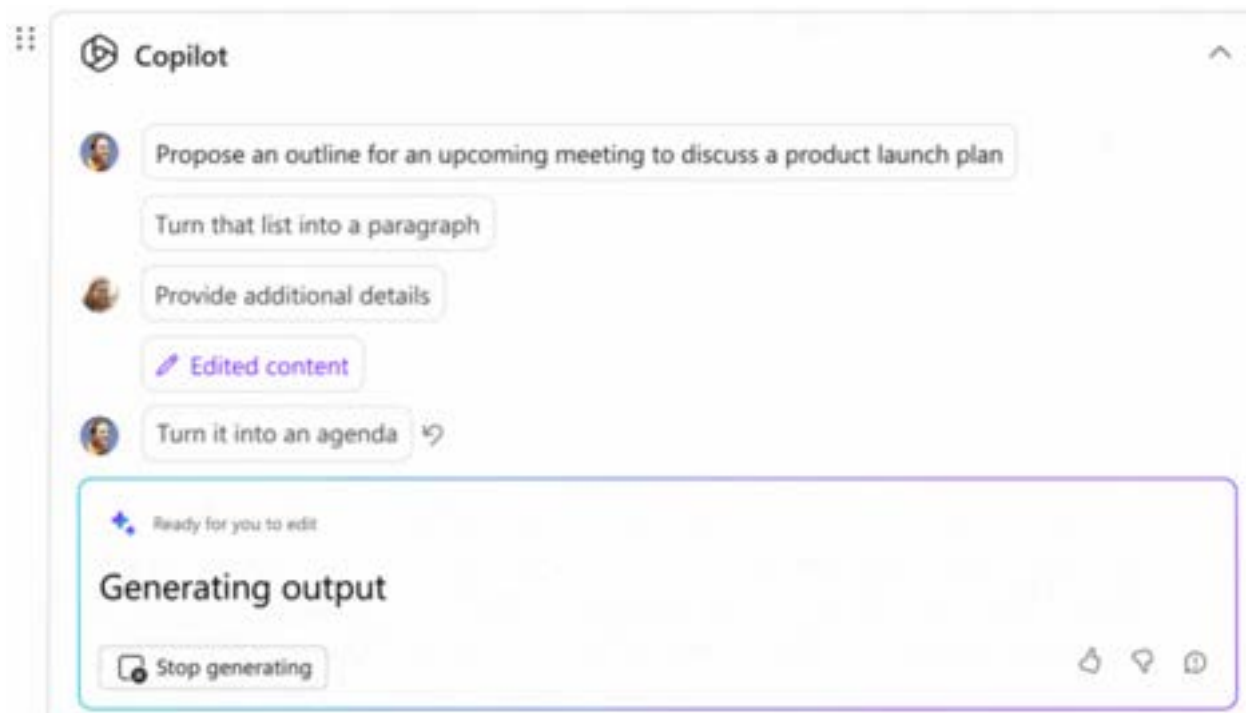 Copilot
Propose an outline for an upcoming meeting to discuss a product launch plan
Turn that list into a paragraph
Provide additional details
Edited content
Turn it into an agenda
Ready for you to edit
Generating output
Stop generating